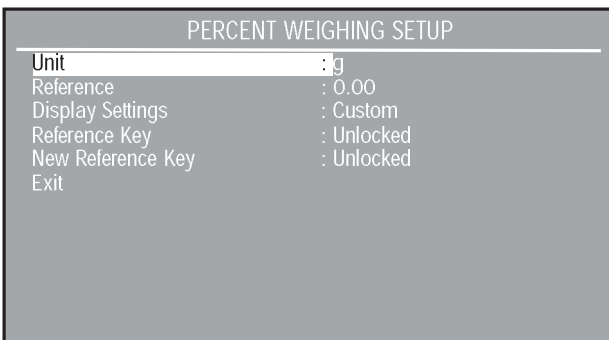 PERCENT WEIGHING SETUP
Unit : g
Reference : 0.00
Display Settings : Custom
Reference Key : Unlocked
New Reference Key : Unlocked
Exit